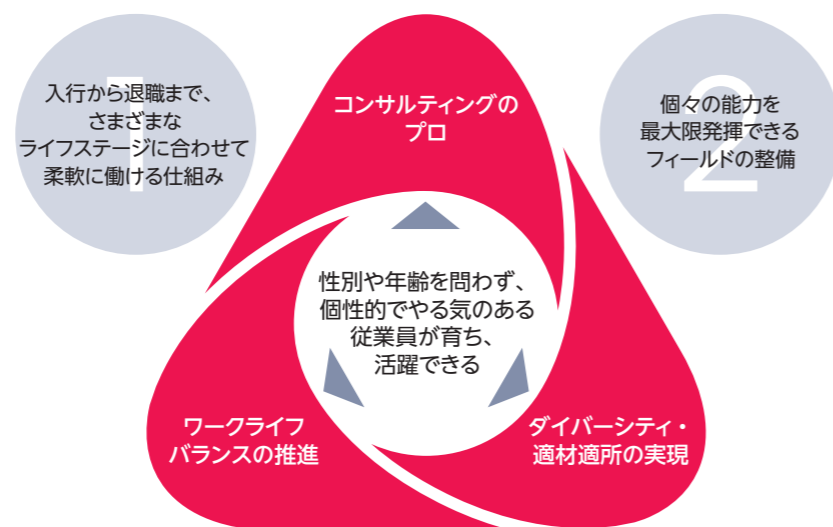 1
入行から退職まで、
さまざまな
ライフステージに合わせて
柔軟に働ける仕組み
コンサルティングの
プロ
2
個々の能力を
最大限発揮できる
フィールドの整備
性別や年齢を問わず、
個性的でやる気のある
従業員が育ち、
活躍できる
ワークライフ
バランスの推進
ダイバーシティ・
適材適所の実現